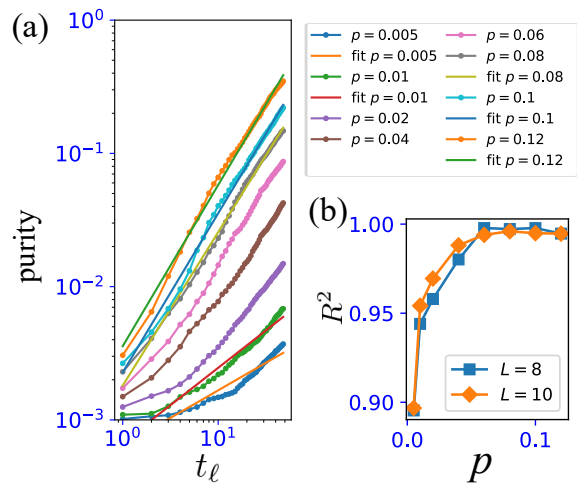 (a)
10^0
10^{-1}
10^{-2}
10^{-3}
purity
10^0
10^1
t_ℓ
p = 0.005
fit p = 0.005
p = 0.01
fit p = 0.01
p = 0.02
p = 0.04
p = 0.06
p = 0.08
fit p = 0.08
p = 0.1
fit p = 0.1
p = 0.12
fit p = 0.12
(b)
1.00
0.95
0.90
R^2
L = 8
L = 10
0.0
0.1
p